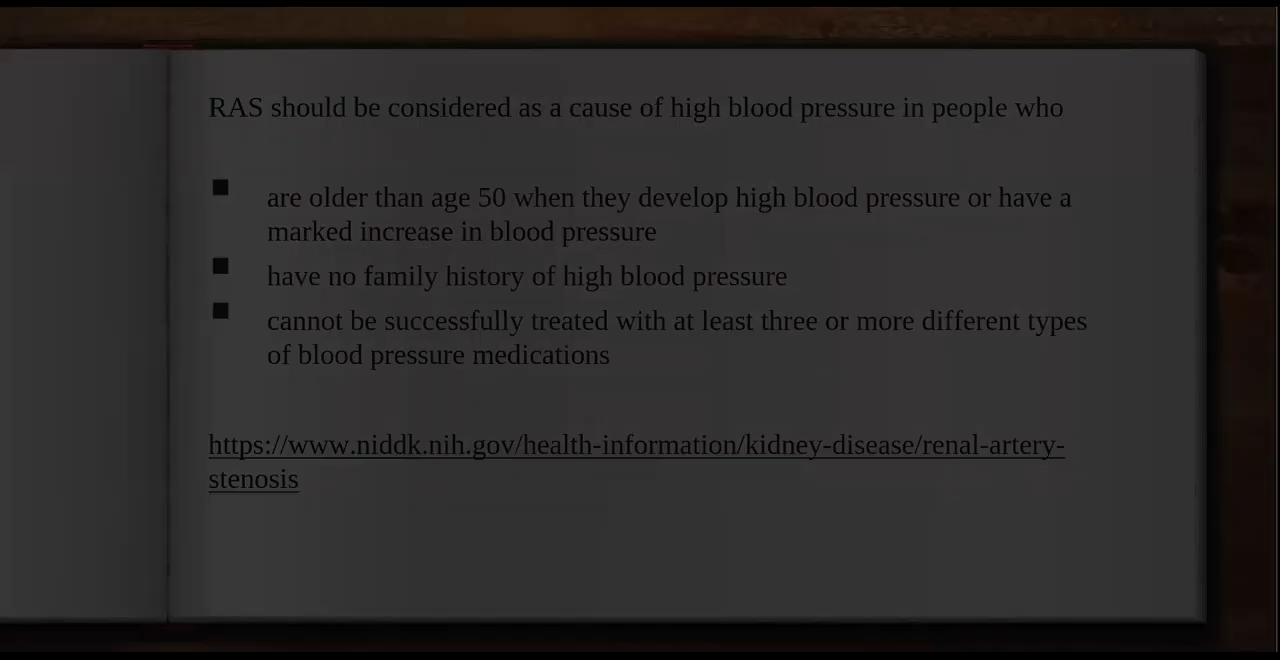 RAS should be considered as a cause of high blood pressure in people who
■ are older than age 50 when they develop high blood pressure or have a
marked increase in blood pressure
■ have no family history of high blood pressure
■ cannot be successfully treated with at least three or more different types
of blood pressure medications
https://www.niddk.nih.gov/health-information/kidney-disease/renal-artery-
stenosis